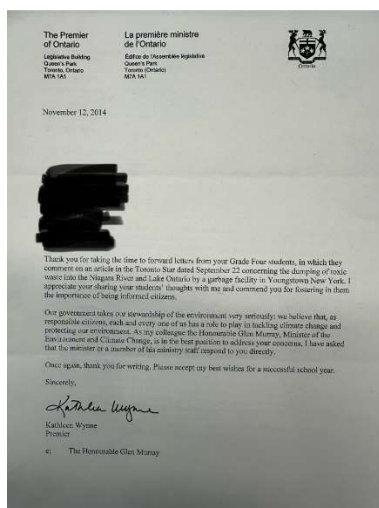 The Premier
of Ontario
Legislative Building
Queen's Park
Toronto, Ontario
M7A 1A1
La première ministre
de l'Ontario
Édifice de l'Assemblée législative
Queen's Park
Toronto (Ontario)
M7A 1A1
Ontario
November 12, 2014
Thank you for taking the time to forward letters from your Grade Four students, in which they
comment on an article in the Toronto Star dated September 22 concerning the dumping of toxic
waste into the Niagara River and Lake Ontario by a garbage facility in Youngstown New York. I
appreciate your sharing your students' thoughts with me and commend you for fostering in them
the importance of being informed citizens.
Our government takes our stewardship of the environment very seriously: we believe that, as
responsible citizens, each and every one of us has a role to play in tackling climate change and
protecting our environment. As my colleague the Honourable Glen Murray, Minister of the
Environment and Climate Change, is in the best position to address your concerns, I have asked
that the minister or a member of his ministry staff respond to you directly.
Once again, thank you for writing. Please accept my best wishes for a successful school year.
Sincerely,
Kathleen Wynne
Kathleen Wynne
Premier
c: The Honourable Glen Murray